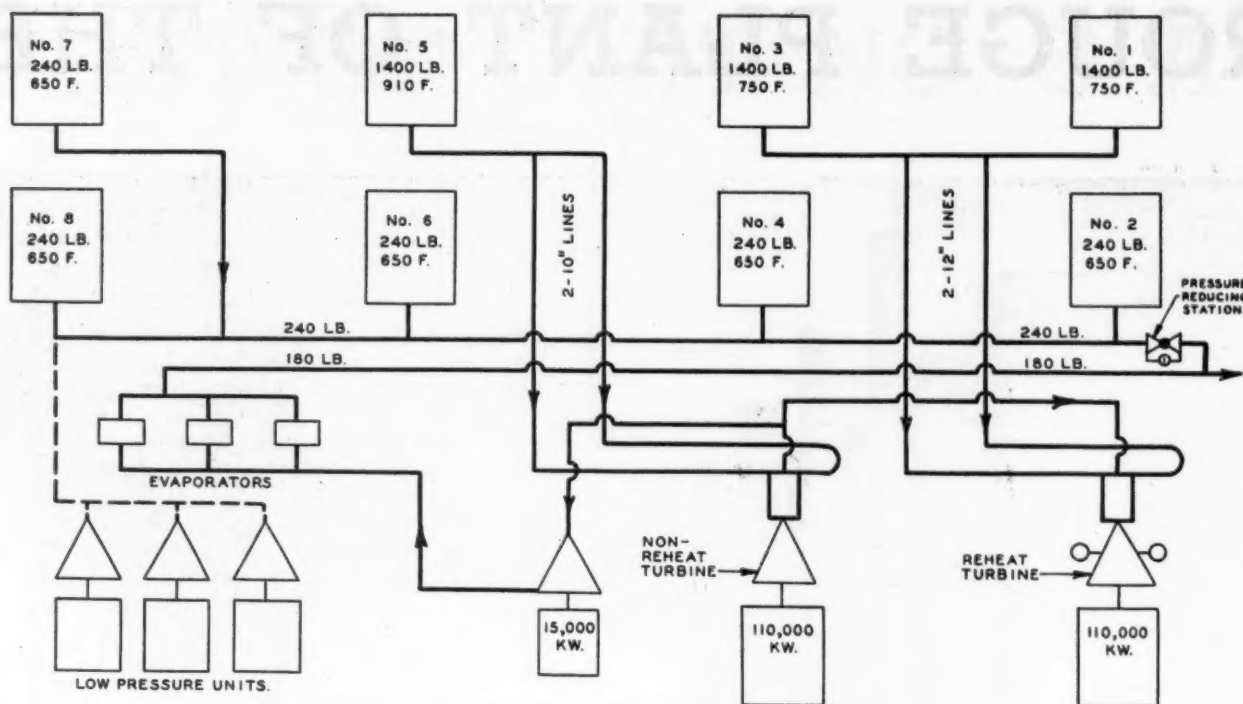 No. 7
240 LB.
650 F.
No. 5
1400 LB.
910 F.
No. 3
1400 LB.
750 F.
No. 1
1400 LB.
750 F.
No. 8
240 LB.
650 F.
No. 6
240 LB.
650 F.
2-10" LINES
No. 4
240 LB.
650 F.
2-12" LINES
No. 2
240 LB.
650 F.
PRESSURE
REDUCING
STATION
240 LB.
240 LB.
180 LB.
180 LB.
EVAPORATORS
NON-
REHEAT
TURBINE
REHEAT
TURBINE
15,000
KW.
110,000
KW.
110,000
KW.
LOW PRESSURE UNITS.